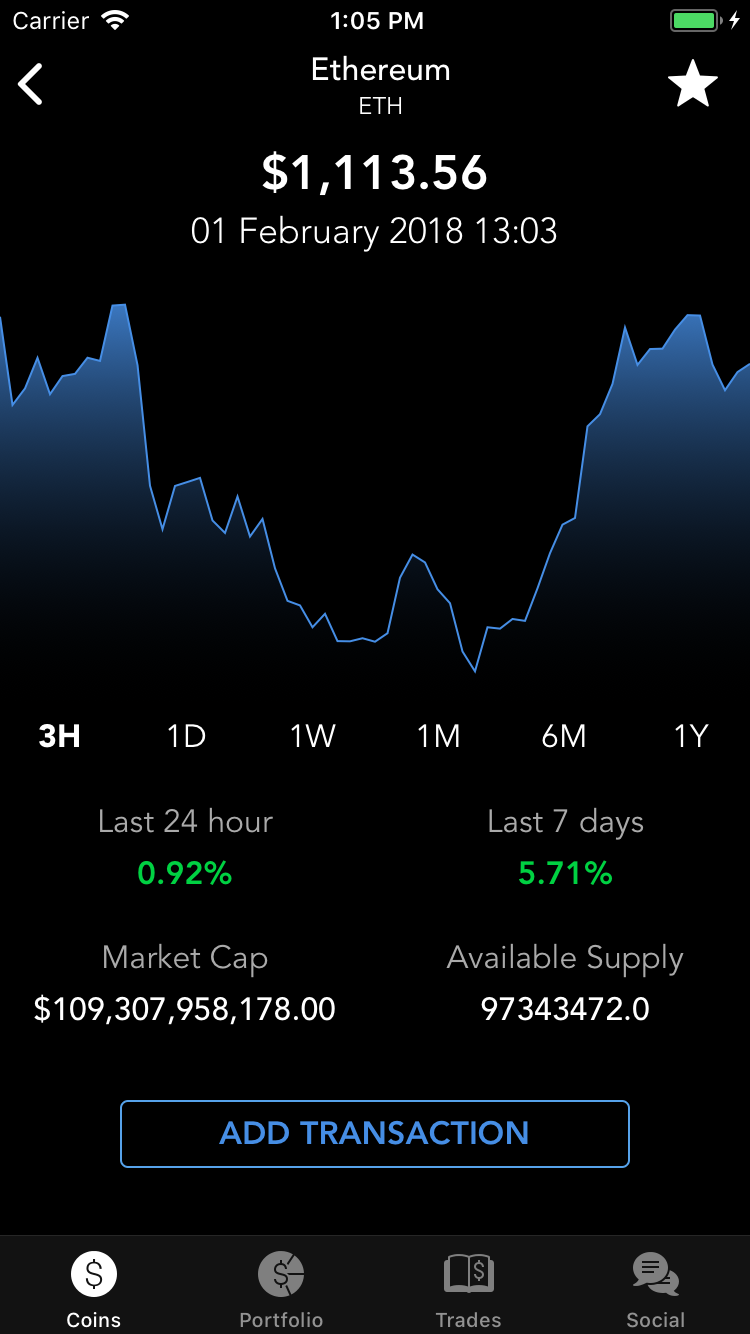 Carrier 1:05 PM
Ethereum
ETH
$1,113.56
01 February 2018 13:03
3H 1D 1W 1M 6M 1Y
Last 24 hour Last 7 days
0.92% 5.71%
Market Cap Available Supply
$109,307,958,178.00 97343472.0
ADD TRANSACTION
$ $ $
Coins Portfolio Trades Social